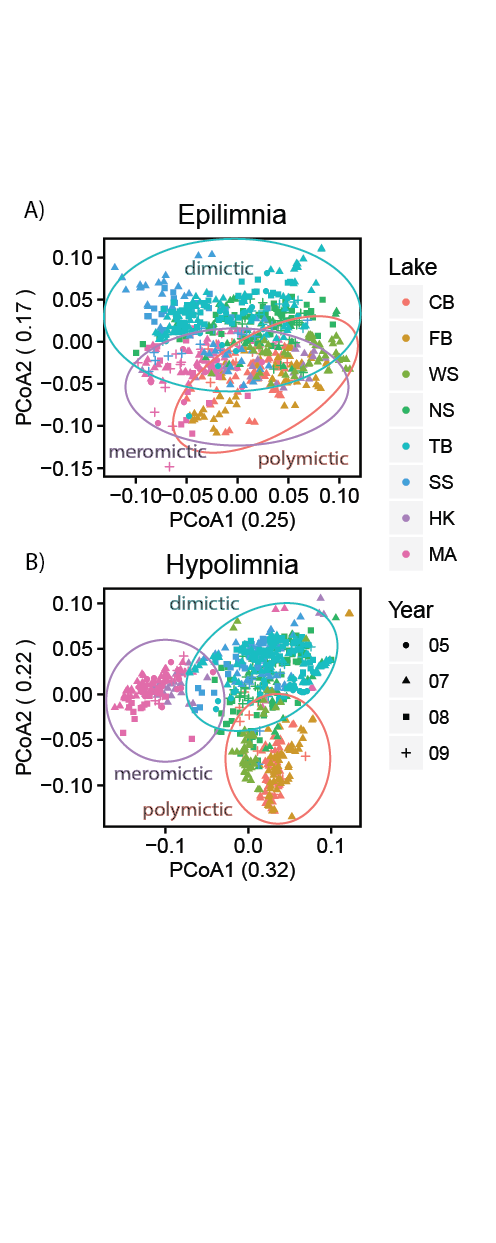 A)
Epilimnia
dimictic
meromictic
polymictic
0.10
0.05
0.00
−0.05
−0.10
−0.15
PCoA2 ( 0.17 )
−0.10−0.05 0.00 0.05 0.10
PCoA1 (0.25)
Lake
CB
FB
WS
NS
TB
SS
HK
MA
B)
Hypolimnia
dimictic
meromictic
polymictic
0.10
0.05
0.00
−0.05
−0.10
PCoA2 ( 0.22 )
−0.1 0.0 0.1
PCoA1 (0.32)
Year
05
07
08
09